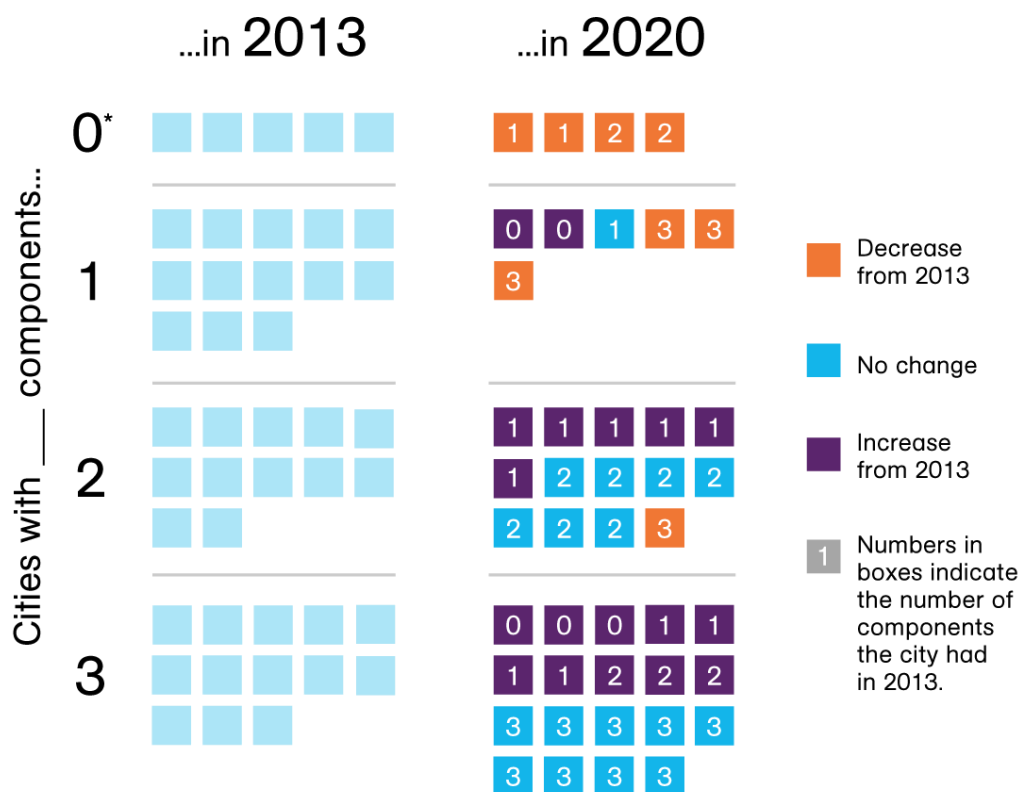 ...in 2013
...in 2020
Cities with ___ components...
0*
1 1 2 2
1
0 0 1 3 3
3
2
1 1 1 1 1
1 2 2 2 2
2 2 2 3
3
0 0 0 1 1
1 1 2 2 2
3 3 3 3 3
3 3 3 3
Decrease
from 2013
No change
Increase
from 2013
1
Numbers in
boxes indicate
the number of
components
the city had
in 2013.